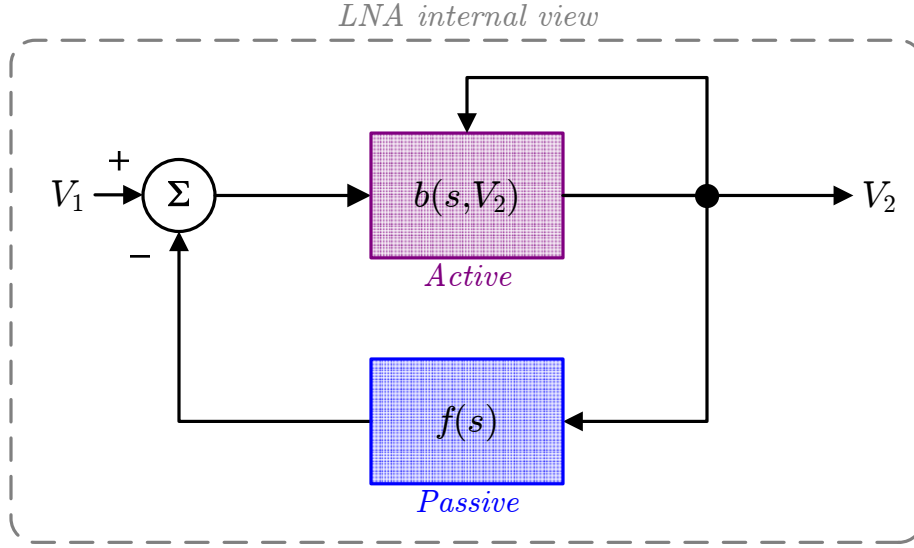 LNA internal view
+
V₁
Σ
b(s,V₂)
V₂
−
Active
f(s)
Passive